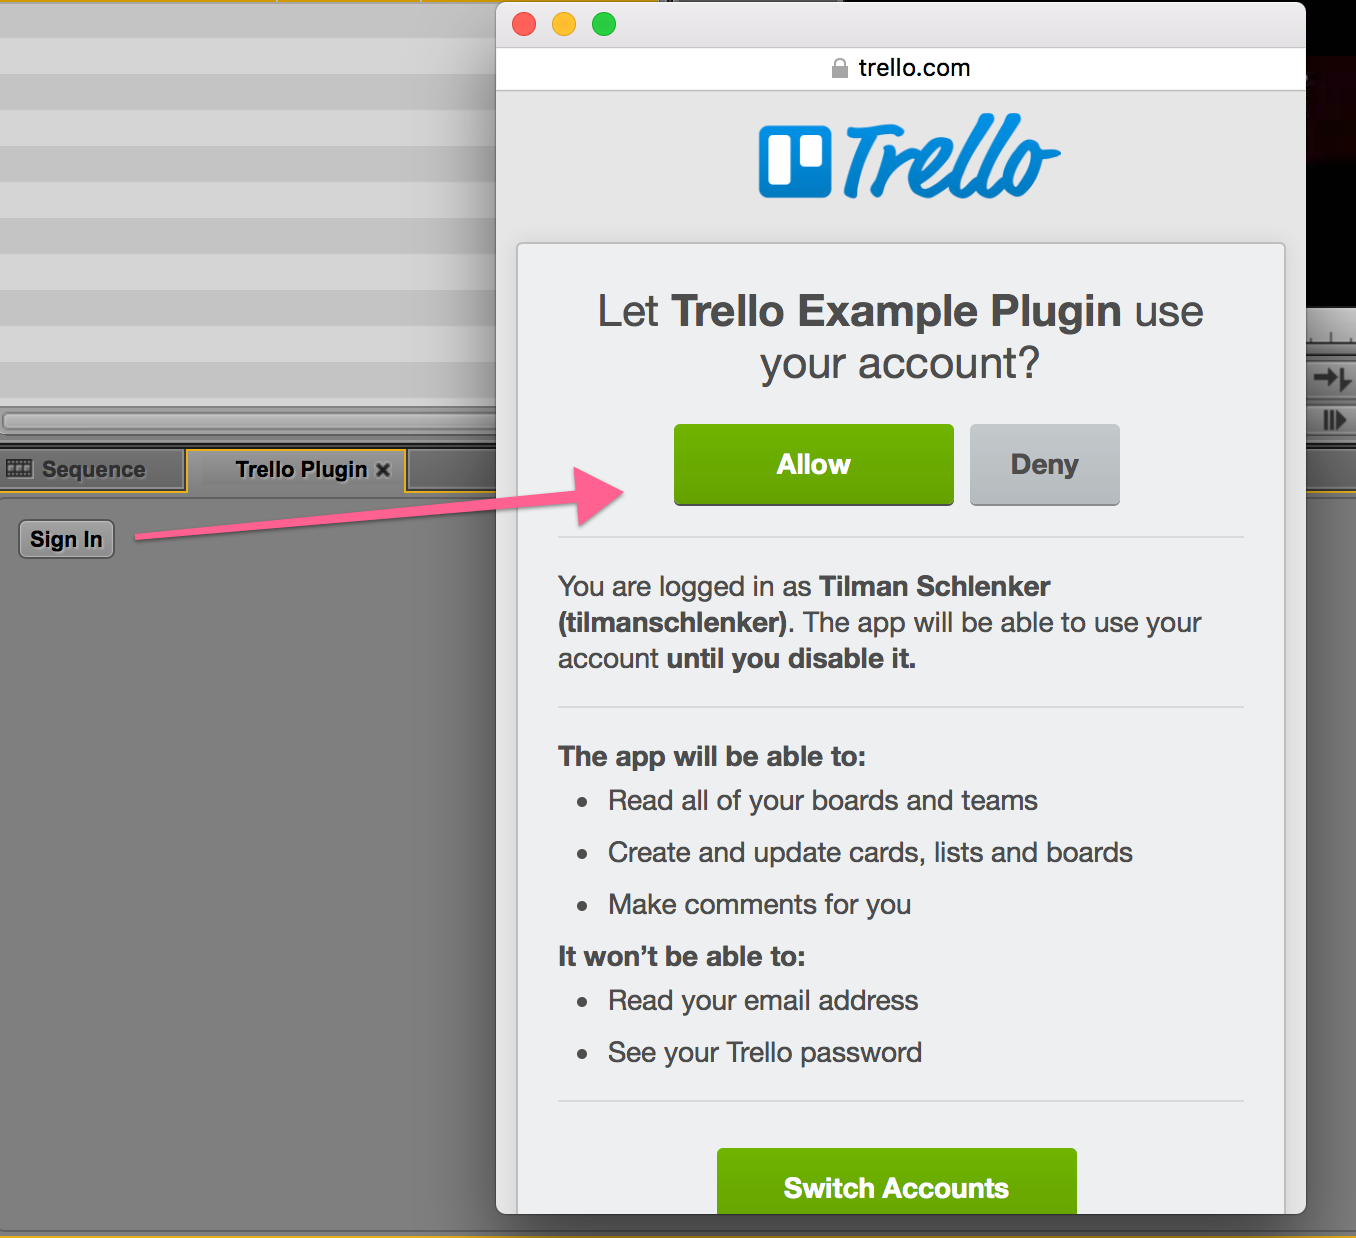 trello.com
Trello
Let Trello Example Plugin use
your account?
Allow
Deny
Sequence
Trello Plugin
Sign In
You are logged in as Tilman Schlenker
(tilmanschlenker). The app will be able to use your
account until you disable it.
The app will be able to:
Read all of your boards and teams
Create and update cards, lists and boards
Make comments for you
It won’t be able to:
Read your email address
See your Trello password
Switch Accounts